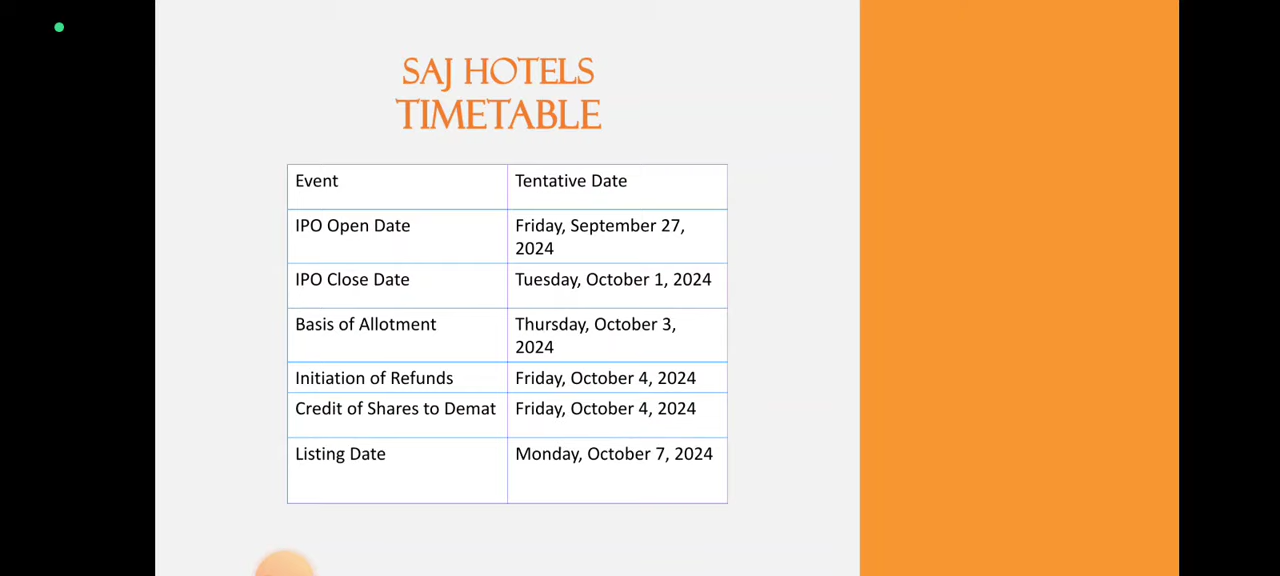 SAJ HOTELS
TIMETABLE
Event
Tentative Date
IPO Open Date
Friday, September 27,
2024
IPO Close Date
Tuesday, October 1, 2024
Basis of Allotment
Thursday, October 3,
2024
Initiation of Refunds
Friday, October 4, 2024
Credit of Shares to Demat
Friday, October 4, 2024
Listing Date
Monday, October 7, 2024